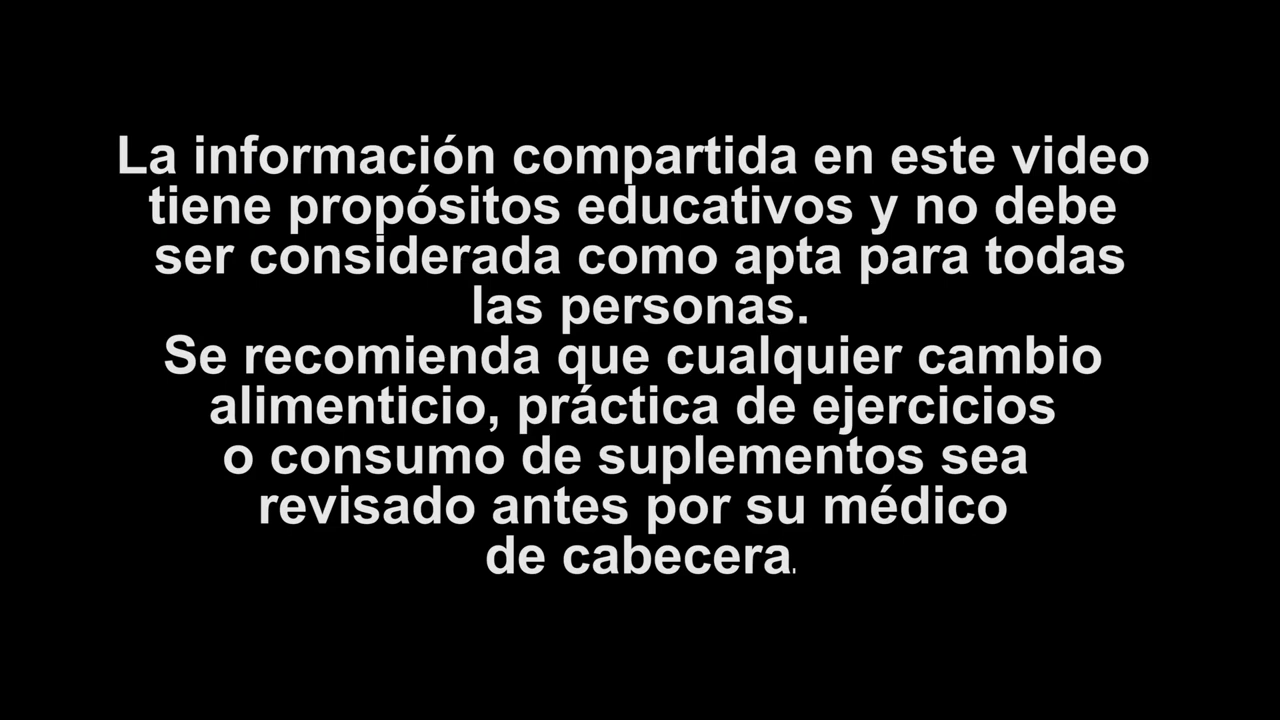 La información compartida en este video
tiene propósitos educativos y no debe
ser considerada como apta para todas
las personas.
Se recomienda que cualquier cambio
alimenticio, práctica de ejercicios
o consumo de suplementos sea
revisado antes por su médico
de cabecera.